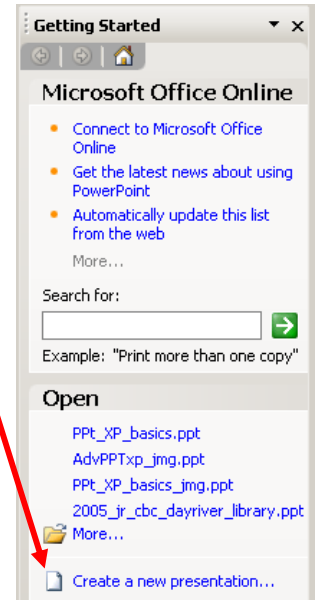 Getting Started
Microsoft Office Online
Connect to Microsoft Office
Online
Get the latest news about using
PowerPoint
Automatically update this list
from the web
More...
Search for:
Example: "Print more than one copy"
Open
PPt_XP_basics.ppt
AdvPPTxp_jmg.ppt
PPt_XP_basics_jmg.ppt
2005_jr_cbc_dayriver_library.ppt
More...
Create a new presentation...